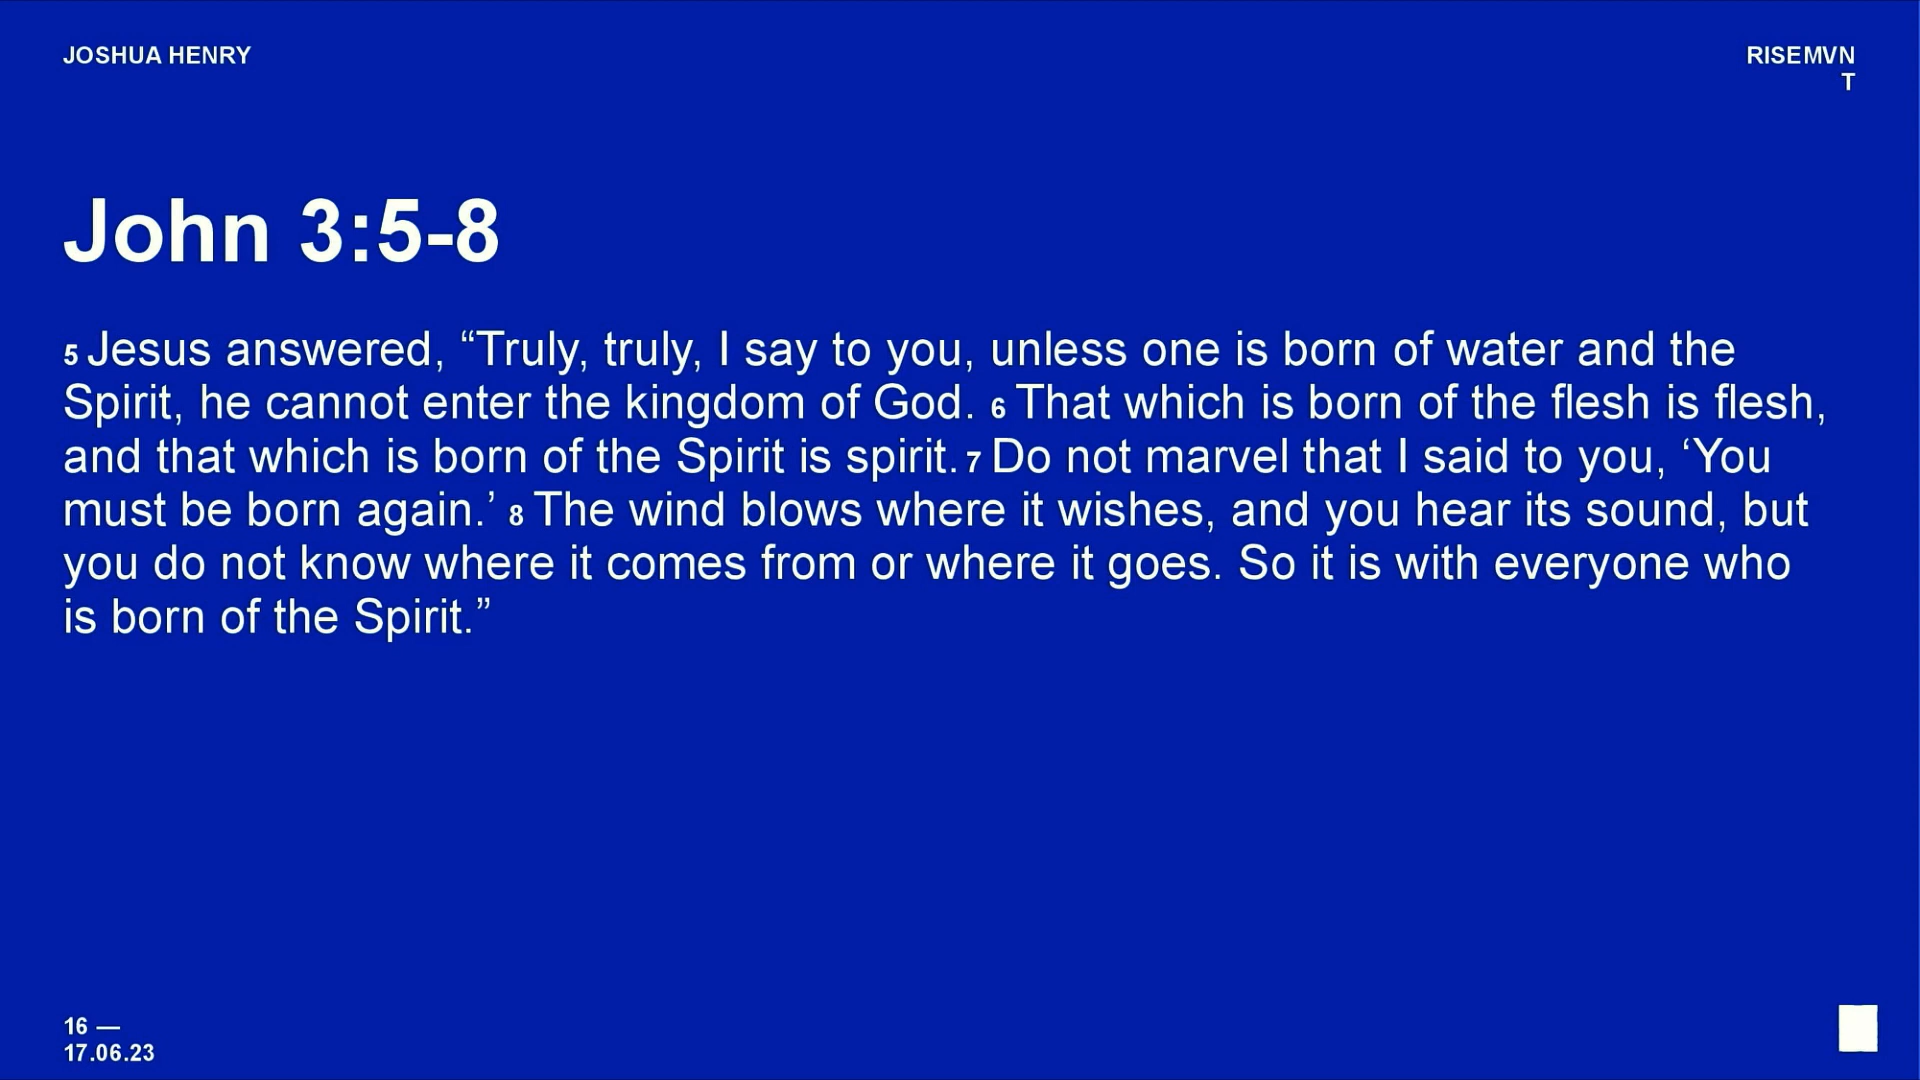 JOSHUA HENRY
RISEMVN
T
John 3:5-8
5 Jesus answered, “Truly, truly, I say to you, unless one is born of water and the
Spirit, he cannot enter the kingdom of God. 6 That which is born of the flesh is flesh,
and that which is born of the Spirit is spirit. 7 Do not marvel that I said to you, ‘You
must be born again.’ 8 The wind blows where it wishes, and you hear its sound, but
you do not know where it comes from or where it goes. So it is with everyone who
is born of the Spirit.”
16 —
17.06.23